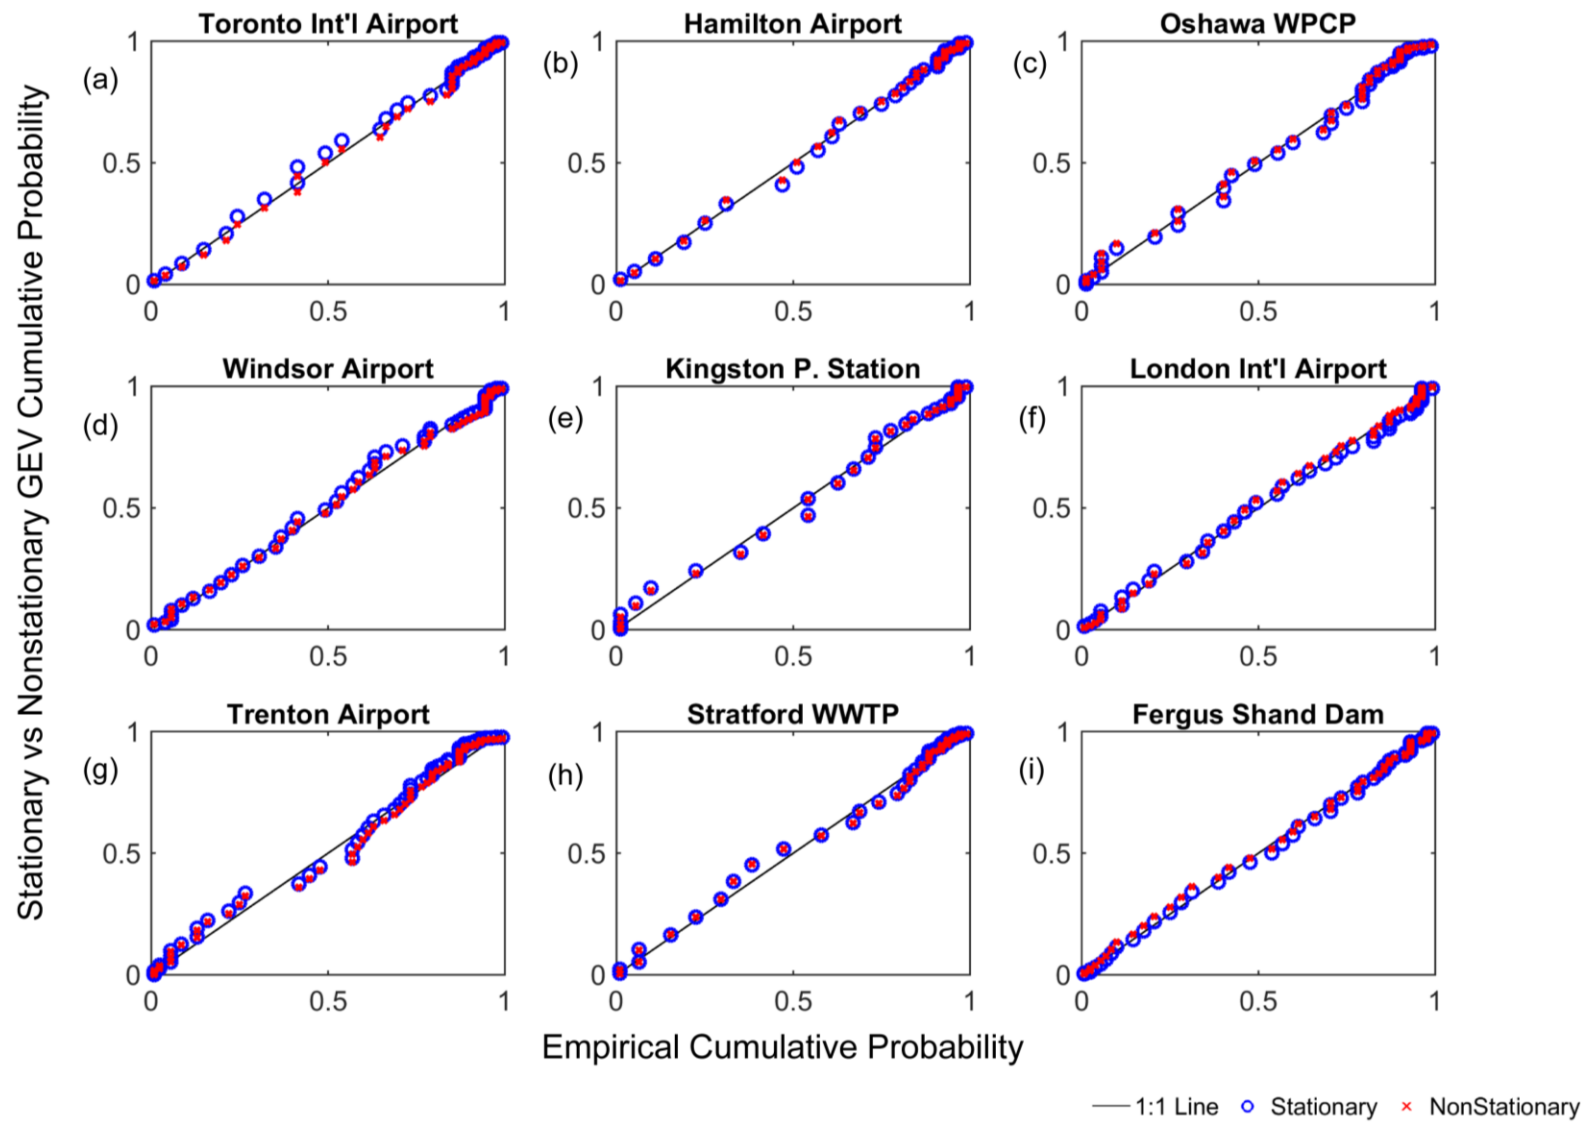 Stationary vs Nonstationary GEV Cumulative Probability
Toronto Int'l Airport
(a)
1
0.5
0
0 0.5 1
Hamilton Airport
(b)
1
0.5
0
0 0.5 1
Oshawa WPCP
(c)
1
0.5
0
0 0.5 1
Windsor Airport
(d)
1
0.5
0
0 0.5 1
Kingston P. Station
(e)
1
0.5
0
0 0.5 1
London Int'l Airport
(f)
1
0.5
0
0 0.5 1
Trenton Airport
(g)
1
0.5
0
0 0.5 1
Stratford WWTP
(h)
1
0.5
0
0 0.5 1
Fergus Shand Dam
(i)
1
0.5
0
0 0.5 1
Empirical Cumulative Probability
1:1 Line Stationary NonStationary